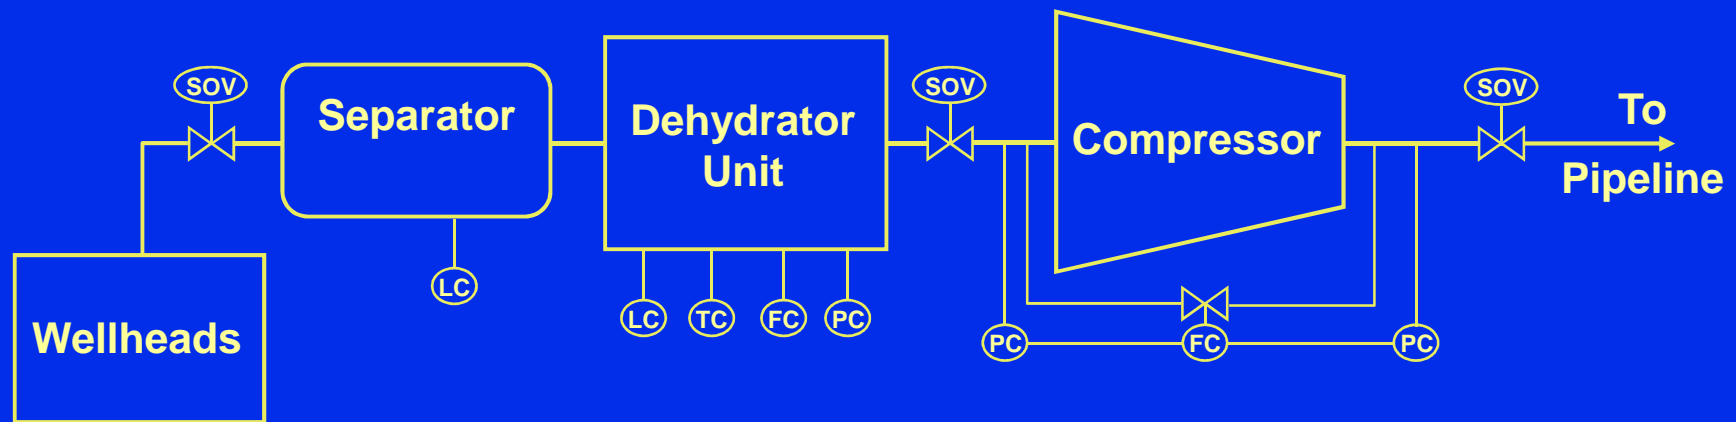 SOV
Separator
Dehydrator
Unit
SOV
Compressor
SOV
To
Pipeline
Wellheads
LC
LC
TC
FC
PC
PC
FC
PC